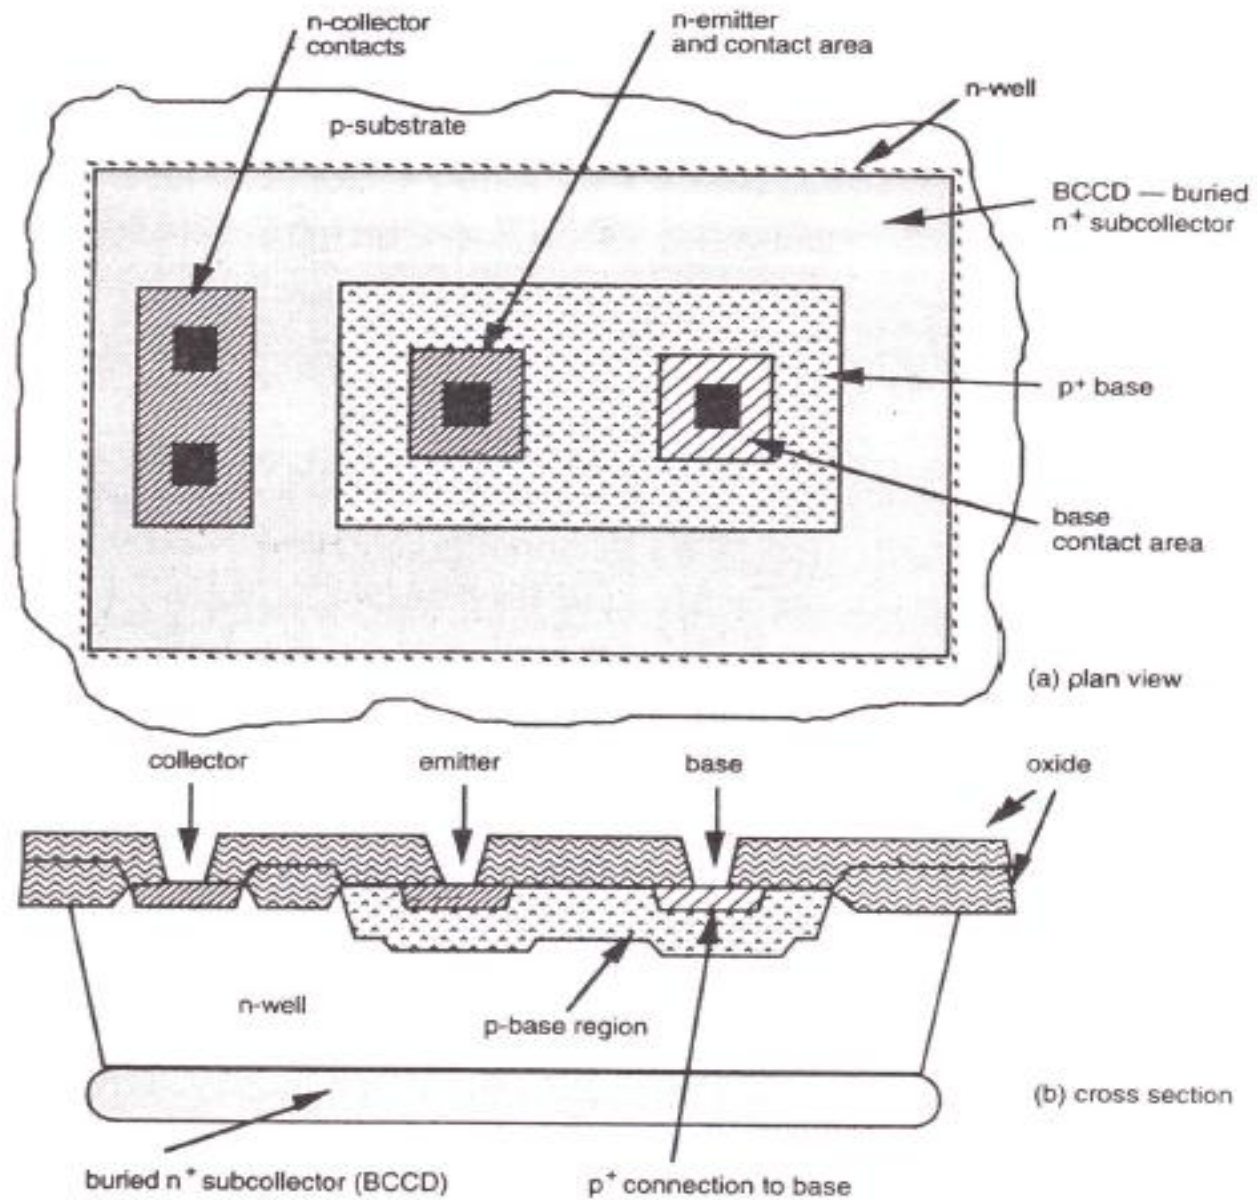 n-collector
contacts
n-emitter
and contact area
n-well
p-substrate
BCCD — buried
n⁺ subcollector
p⁺ base
base
contact area
(a) plan view
collector
emitter
base
oxide
n-well
p-base region
(b) cross section
buried n⁺ subcollector (BCCD)
p⁺ connection to base